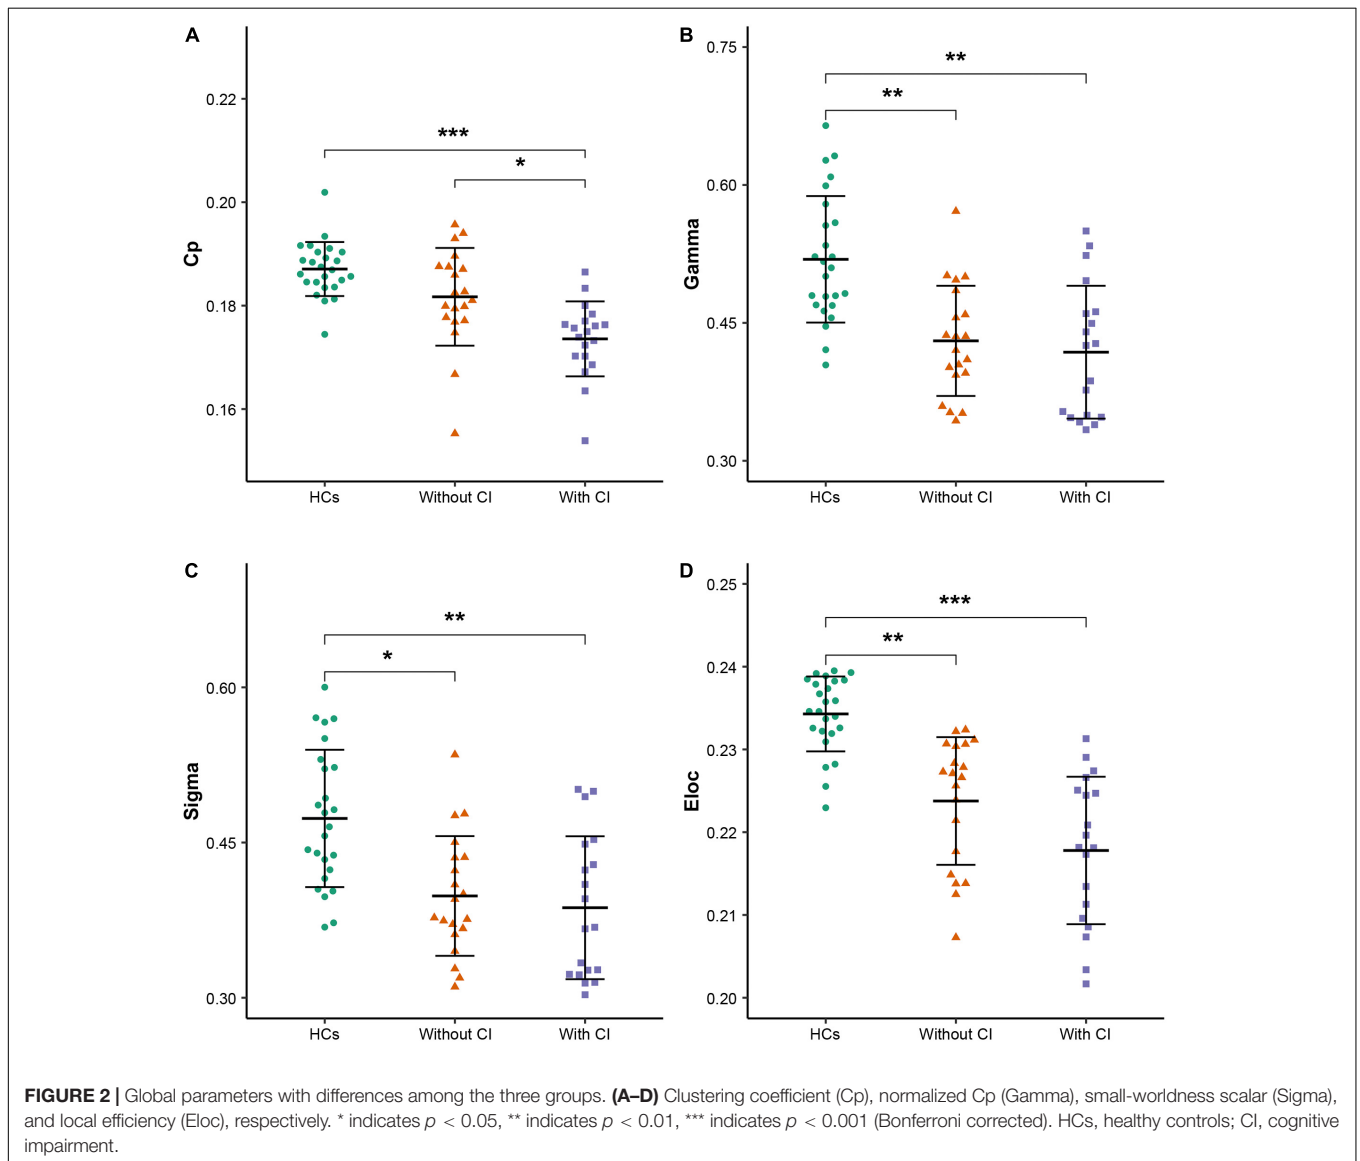 A
Cp
0.22
0.20
0.18
0.16
***
*
HCs
Without CI
With CI
B
Gamma
0.75
0.60
0.45
0.30
**
**
HCs
Without CI
With CI
C
Sigma
0.60
0.45
0.30
**
*
HCs
Without CI
With CI
D
Eloc
0.25
0.24
0.23
0.22
0.21
0.20
***
**
HCs
Without CI
With CI
FIGURE 2 | Global parameters with differences among the three groups. (A–D) Clustering coefficient (Cp), normalized Cp (Gamma), small-worldness scalar (Sigma),
and local efficiency (Eloc), respectively. * indicates p < 0.05, ** indicates p < 0.01, *** indicates p < 0.001 (Bonferroni corrected). HCs, healthy controls; CI, cognitive
impairment.